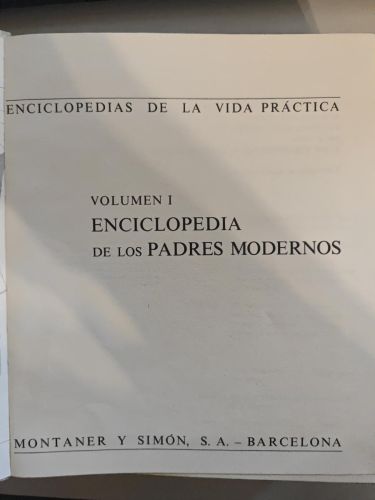 ENCICLOPEDIAS DE LA VIDA PRÁCTICA
VOLUMEN I
ENCICLOPEDIA
DE LOS PADRES MODERNOS
MONTANER Y SIMÓN, S. A. – BARCELONA